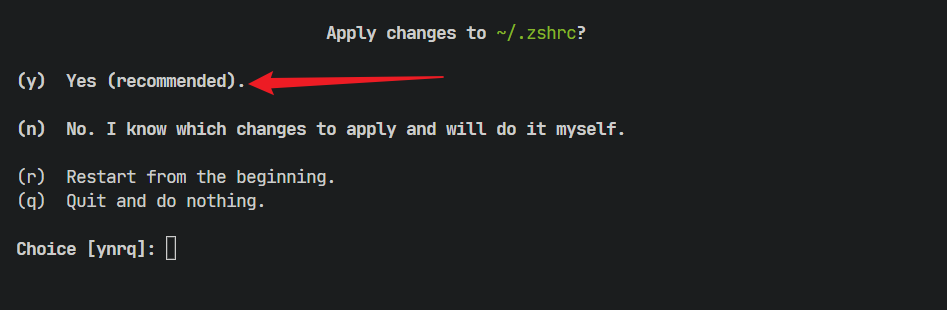 Apply changes to ~/.zshrc?
(y)  Yes (recommended).
(n)  No. I know which changes to apply and will do it myself.
(r)  Restart from the beginning.
(q)  Quit and do nothing.
Choice [ynrq]: